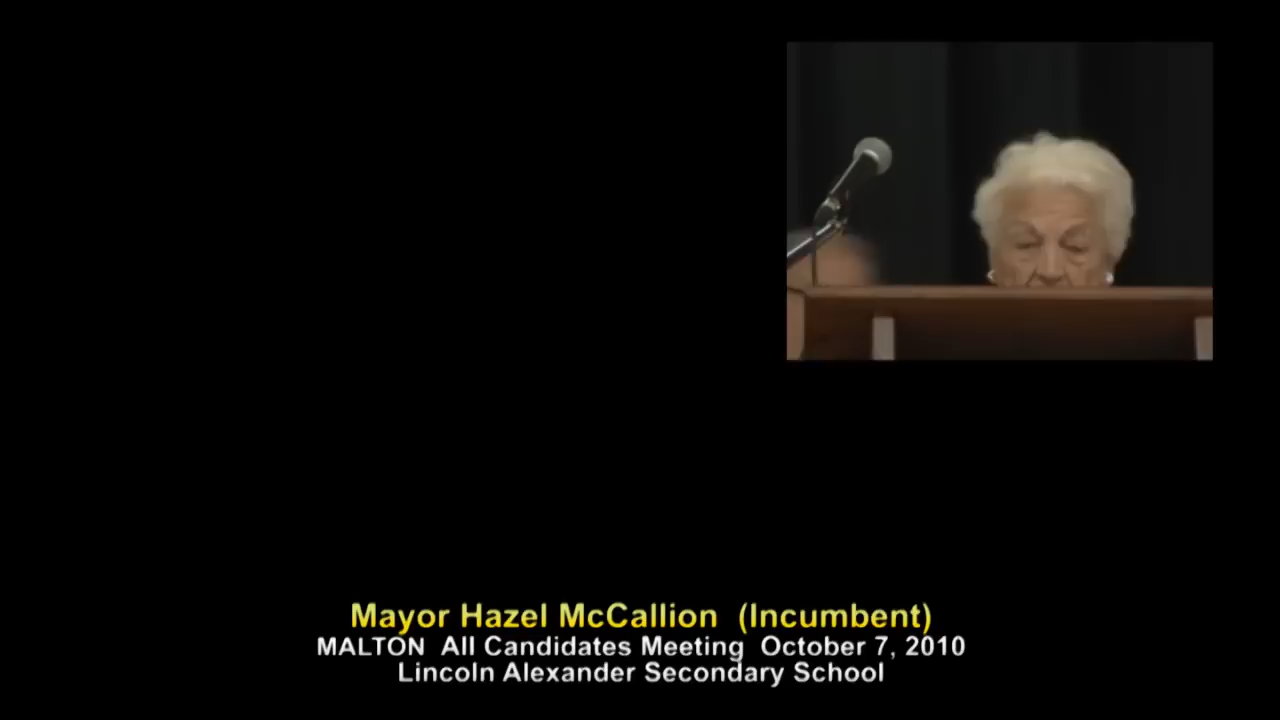 Mayor Hazel McCallion (Incumbent)
MALTON All Candidates Meeting October 7, 2010
Lincoln Alexander Secondary School